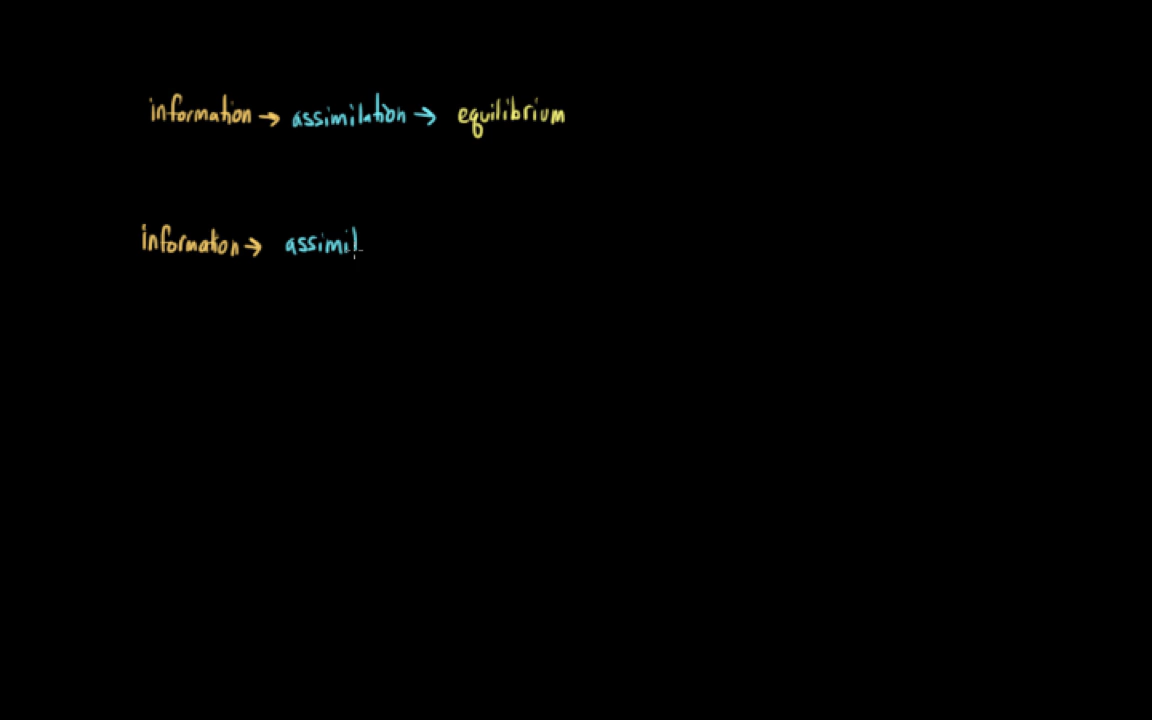 information → assimilation → equilibrium
information → assimil